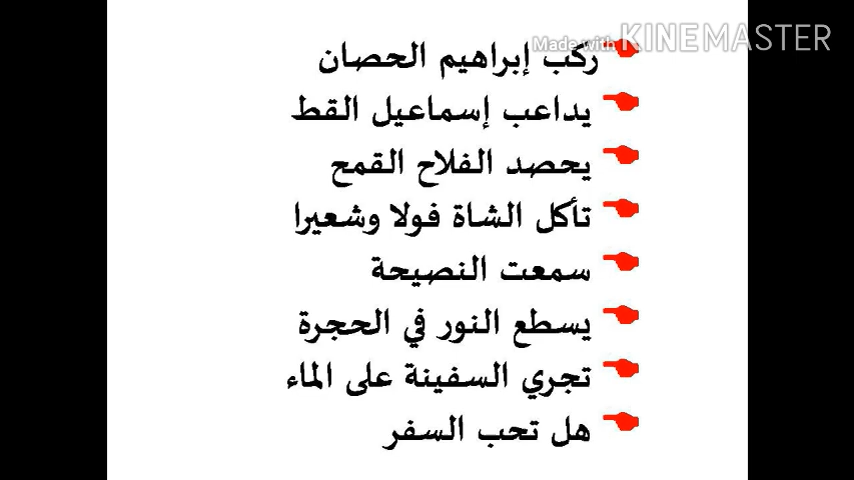 Made with KINEMASTER
ركب إبراهيم الحصان
يداعب إسماعيل القط
يحصد الفلاح القمح
تأكل الشاة فولا وشعيرا
سمعت النصيحة
يسطع النور في الحجرة
تجري السفينة على الماء
هل تحب السفر